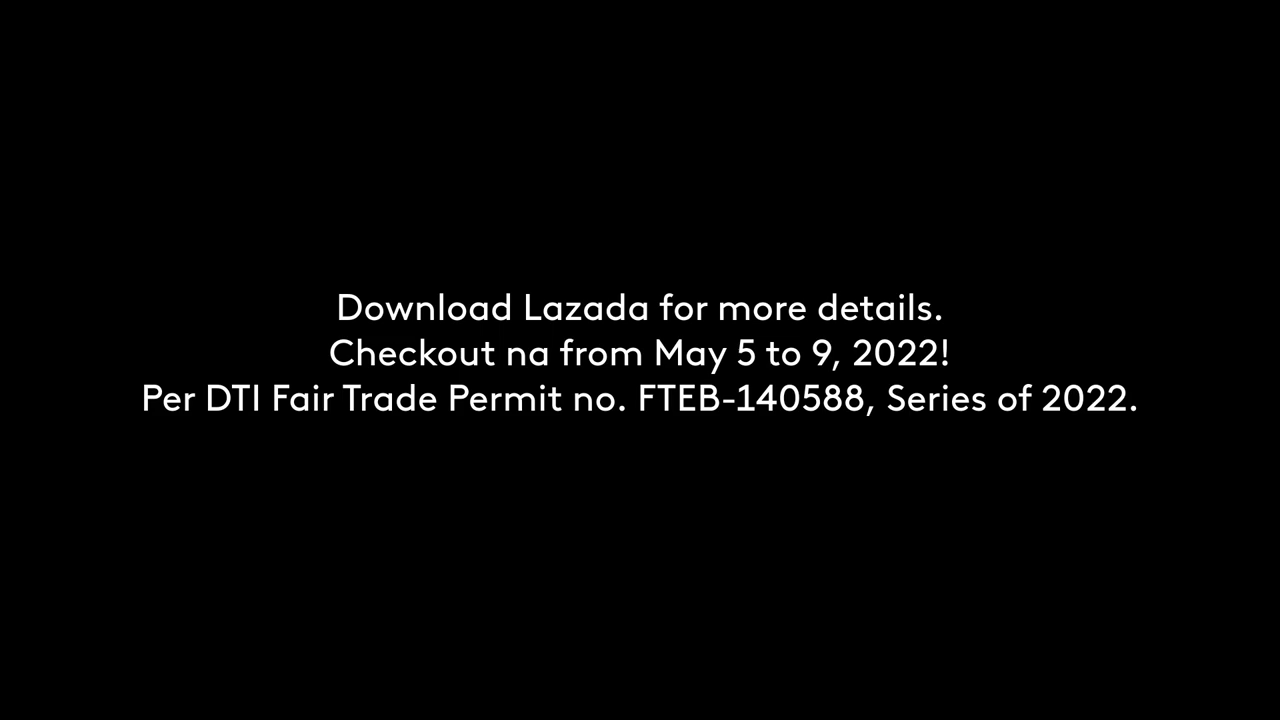 Download Lazada for more details.
Checkout na from May 5 to 9, 2022!
Per DTI Fair Trade Permit no. FTEB-140588, Series of 2022.